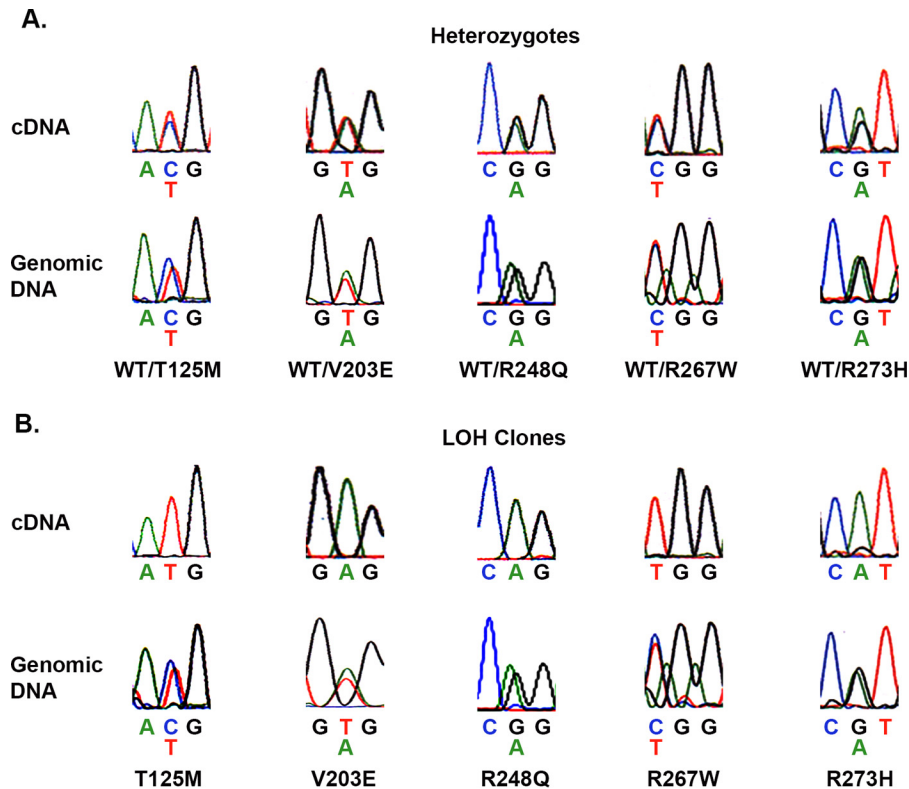 A.
Heterozygotes
cDNA
A C G
T
G T G
A
C G G
A
C G G
T
C G T
A
Genomic
DNA
A C G
T
G T G
A
C G G
A
C G G
T
C G T
A
WT/T125M WT/V203E WT/R248Q WT/R267W WT/R273H
B.
LOH Clones
cDNA
A T G
G A G
C A G
T G G
C A T
Genomic
DNA
A C G
T
G T G
A
C G G
A
C G G
T
C G T
A
T125M V203E R248Q R267W R273H